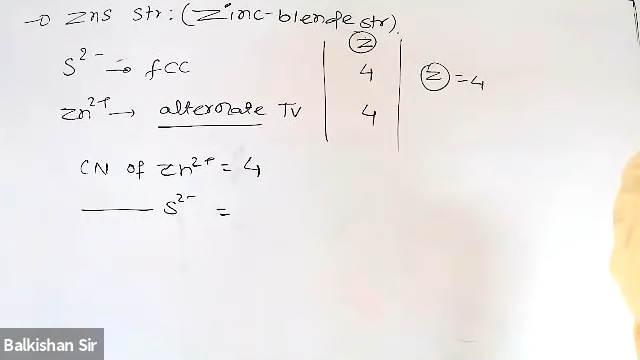 → ZnS str: (Zinc-blende str).
Z
S²⁻ → fCC 4 Z = 4
Zn²⁺ → alternate TV 4
CN of Zn²⁺ = 4
—— S²⁻ =
Balkishan Sir